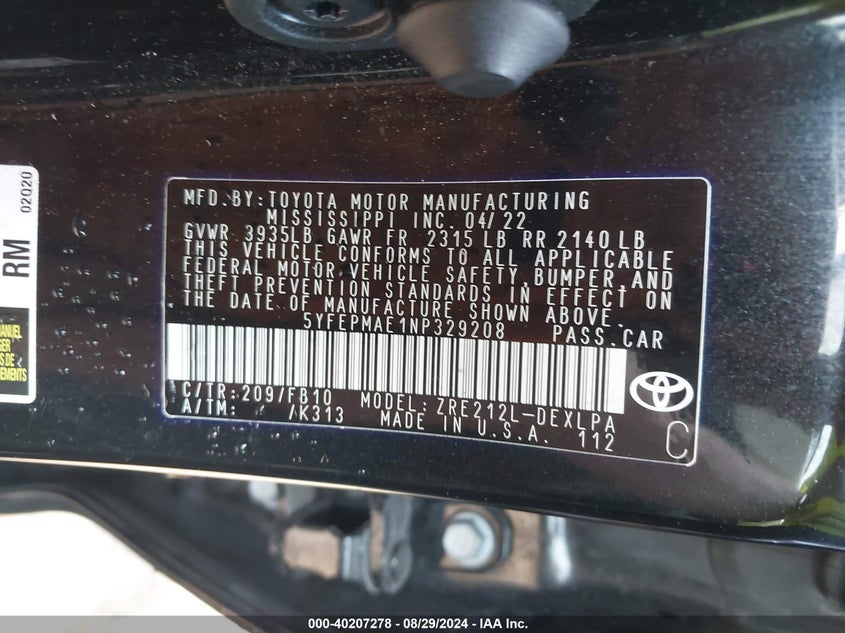 MFD. BY: TOYOTA MOTOR MANUFACTURING
MISSISSIPPI INC. 04/22
GVWR 3935LB GAWR FR 2315 LB RR 2140 LB
THIS VEHICLE CONFORMS TO ALL APPLICABLE
FEDERAL MOTOR VEHICLE SAFETY, BUMPER, AND
THEFT PREVENTION STANDARDS IN EFFECT ON
THE DATE OF MANUFACTURE SHOWN ABOVE.
5YFEPMAE1NP329208 PASS. CAR
C/TR: 209/FB10 MODEL: ZRE212L-DEXLPA
A/TM: /K313 MADE IN U.S.A. 112
C
RM
02020
000-40207278 - 08/29/2024 - IAA Inc.